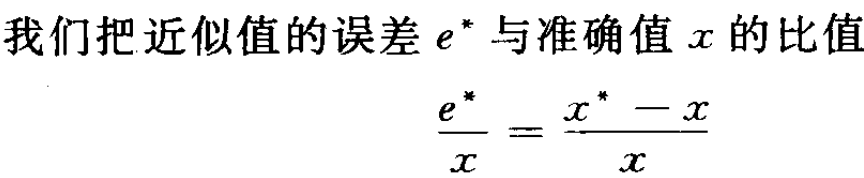 我们把近似值的误差 e* 与准确值 x 的比值
e*/x = (x* − x)/x